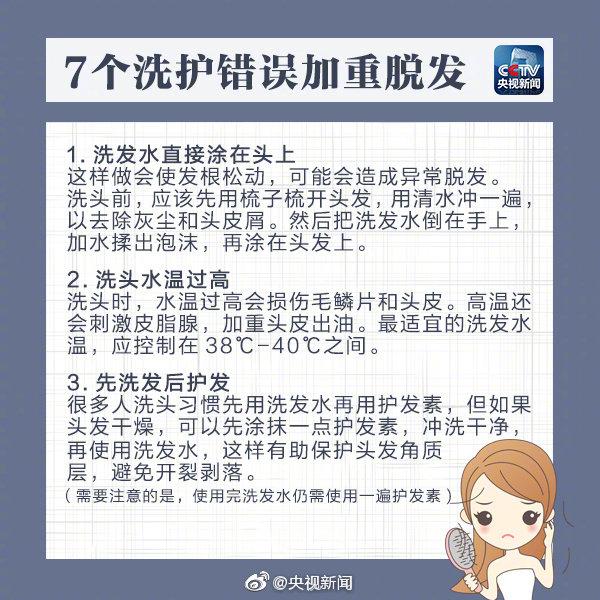 7个洗护错误加重脱发
CCTV
央视新闻
1. 洗发水直接涂在头上
这样做会使发根松动，可能会造成异常脱发。
洗头前，应该先用梳子梳开头发，用清水冲一遍，
以去除灰尘和头皮屑。然后把洗发水倒在手上，
加水揉出泡沫，再涂在头发上。
2. 洗头水温过高
洗头时，水温过高会损伤毛鳞片和头皮。高温还
会刺激皮脂腺，加重头皮出油。最适宜的洗发水
温，应控制在 38℃-40℃之间。
3. 先洗发后护发
很多人洗头习惯先用洗发水再用护发素，但如果
头发干燥，可以先涂抹一点护发素，冲洗干净，
再使用洗发水，这样有助保护头发角质
层，避免开裂剥落。
（需要注意的是，使用完洗发水仍需使用一遍护发素）
@央视新闻